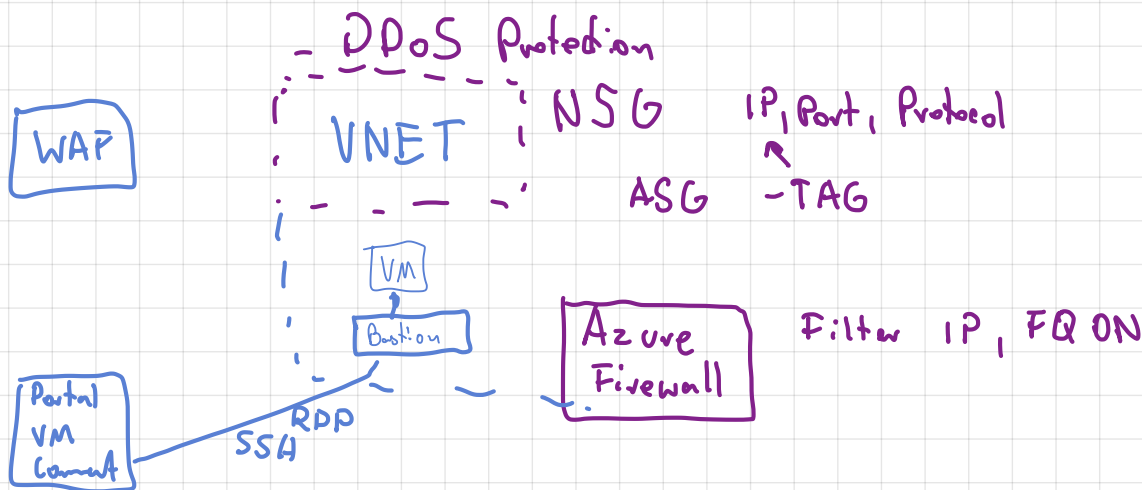 DDoS Protection
WAF
VNET
NSG
IP, Port, Protocol
ASG
-TAG
VM
Bastion
Azure
Firewall
Filter IP, FQDN
Portal
VM
Connect
RDP
SSH